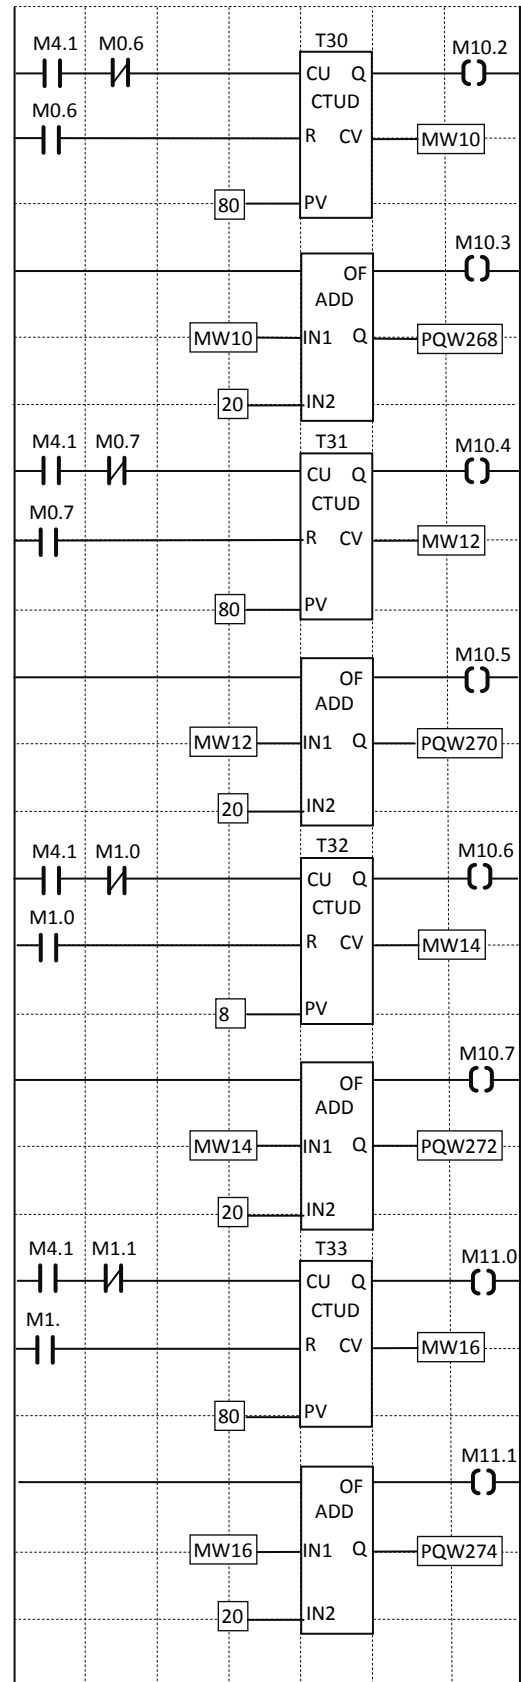 T30
M4.1 M0.6 M10.2
CU Q
CTUD
M0.6
R CV MW10
80 PV
M10.3
OF
ADD
MW10 IN1 Q PQW268
20 IN2
T31
M4.1 M0.7 M10.4
CU Q
CTUD
M0.7
R CV MW12
80 PV
M10.5
OF
ADD
MW12 IN1 Q PQW270
20 IN2
T32
M4.1 M1.0 M10.6
CU Q
CTUD
M1.0
R CV MW14
8 PV
M10.7
OF
ADD
MW14 IN1 Q PQW272
20 IN2
T33
M4.1 M1.1 M11.0
CU Q
CTUD
M1.
R CV MW16
80 PV
M11.1
OF
ADD
MW16 IN1 Q PQW274
20 IN2